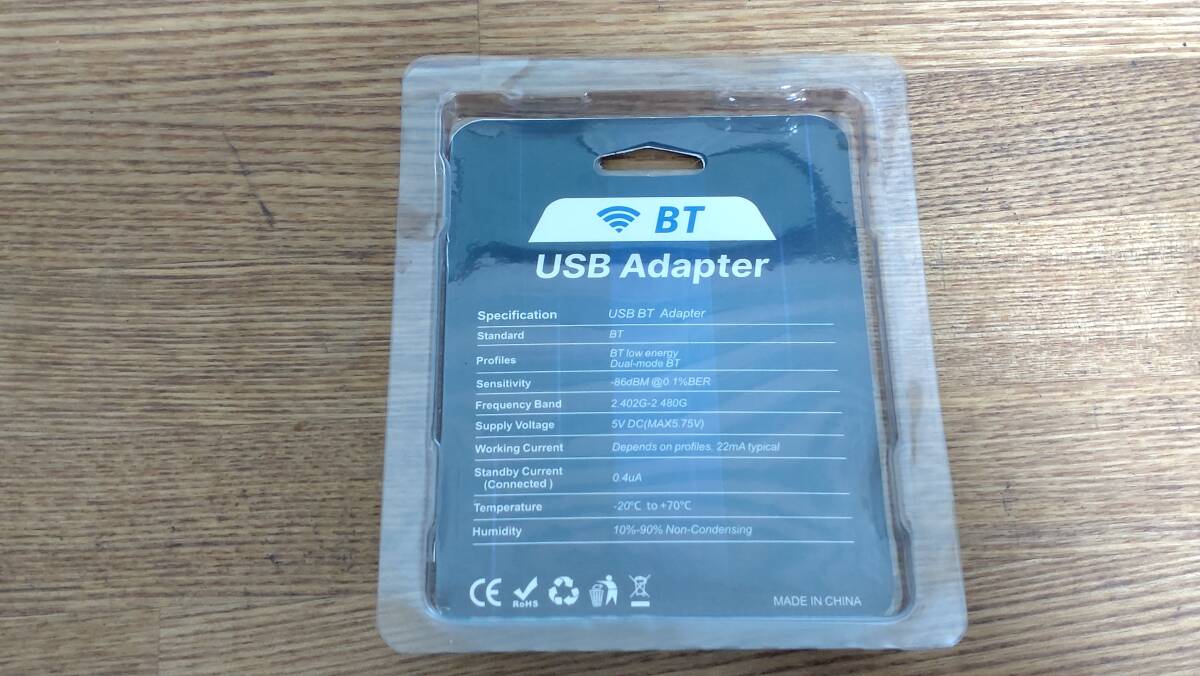 BT
USB Adapter
Specification USB BT Adapter
Standard BT
Profiles BT low energy
Dual-mode BT
Sensitivity -86dBM @0.1%BER
Frequency Band 2.402G-2.480G
Supply Voltage 5V DC(MAX5.75V)
Working Current Depends on profiles, 22mA typical
Standby Current
(Connected) 0.4uA
Temperature -20℃ to +70℃
Humidity 10%-90% Non-Condensing
CE RoHS MADE IN CHINA